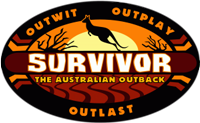 OUTWIT OUTPLAY
SURVIVOR
THE AUSTRALIAN OUTBACK
OUTLAST